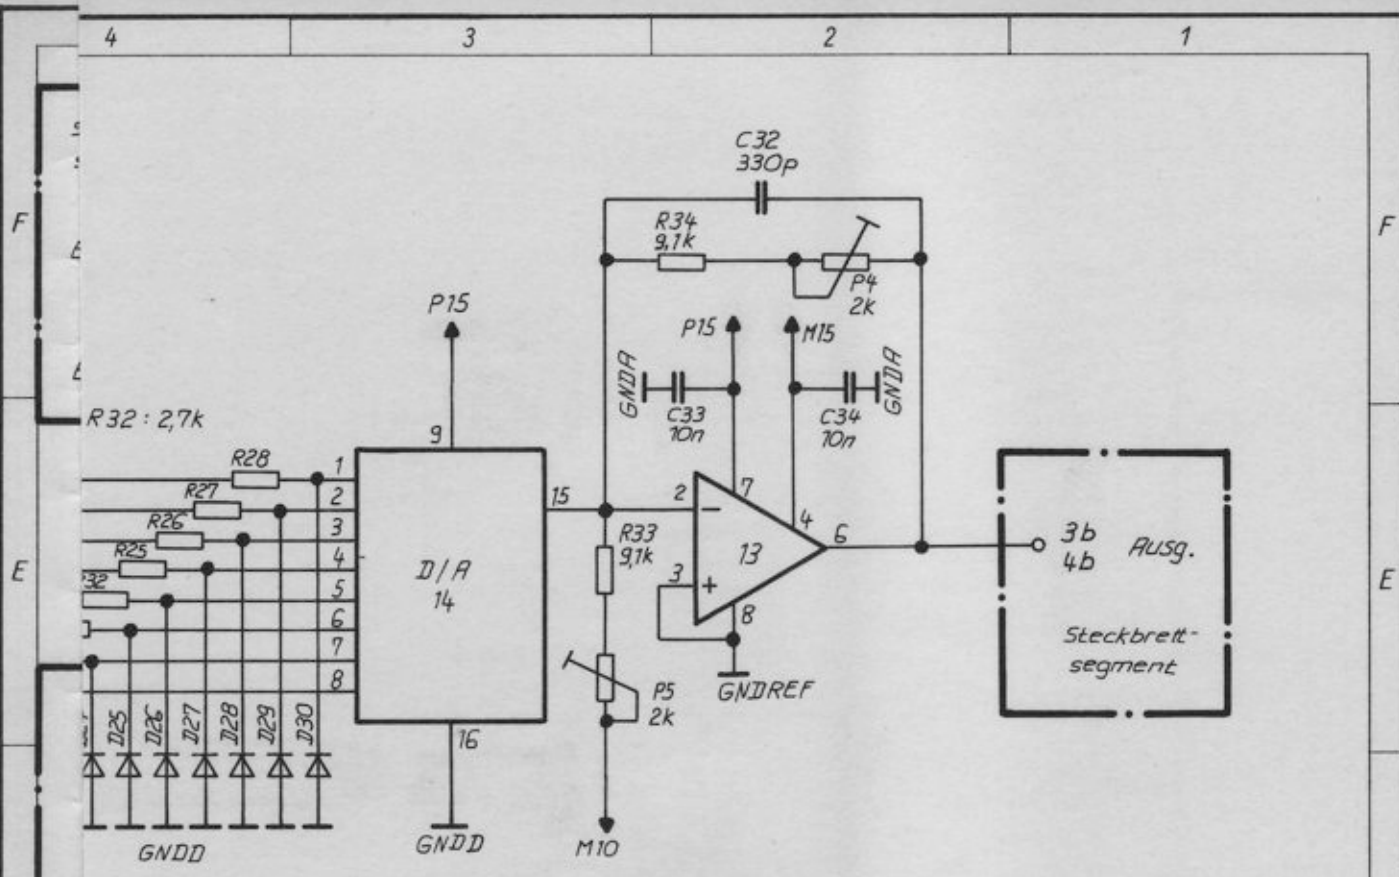 4
3
2
1
F
F
C32
330p
R34
9,1k
P4
2k
P15
P15
M15
GNDA
C33
10n
C34
10n
GNDA
R32 : 2,7k
9
R28
1
R27
2
R26
3
R25
4
5
6
7
8
D/A
14
15
16
2
7
R33
9,1k
3
13
4
6
8
3b
4b
Ausg.
E
E
Steckbrett-
segment
P5
2k
GNDREF
D25
D26
D27
D28
D29
D30
GNDD
GNDD
M10